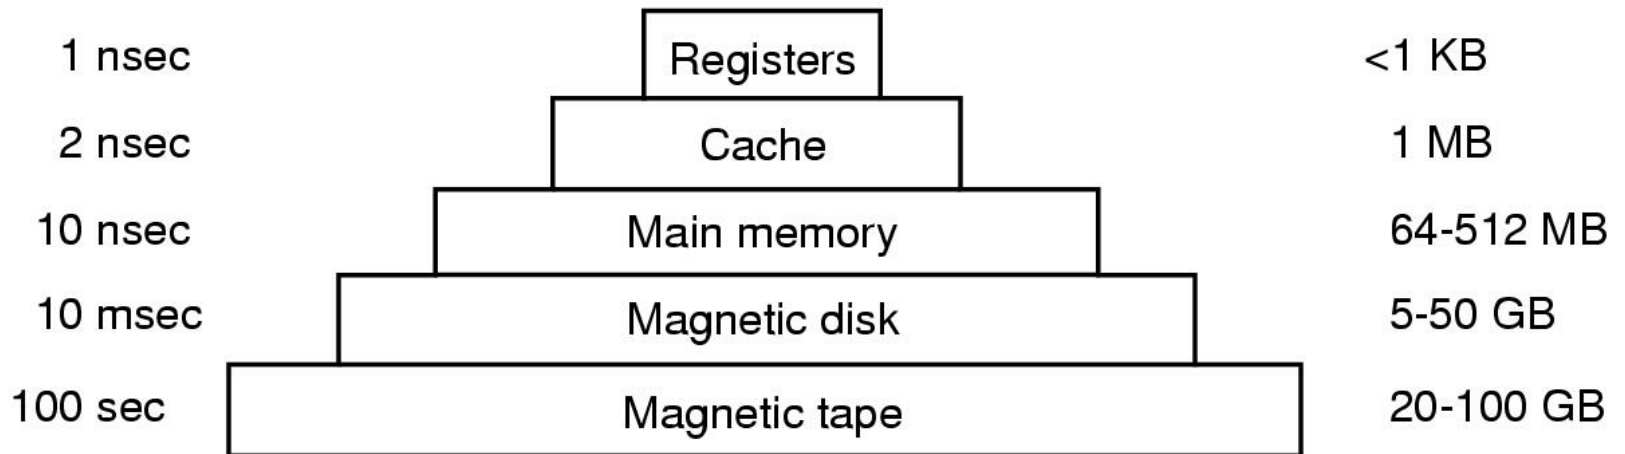 1 nsec Registers <1 KB
2 nsec Cache 1 MB
10 nsec Main memory 64-512 MB
10 msec Magnetic disk 5-50 GB
100 sec Magnetic tape 20-100 GB